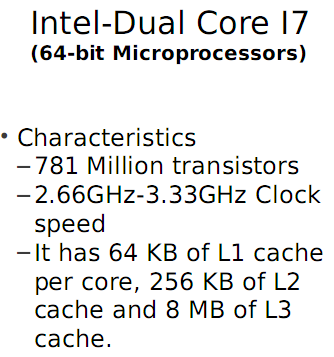 Intel-Dual Core I7
(64-bit Microprocessors)
• Characteristics
–781 Million transistors
–2.66GHz-3.33GHz Clock
speed
–It has 64 KB of L1 cache
per core, 256 KB of L2
cache and 8 MB of L3
cache.